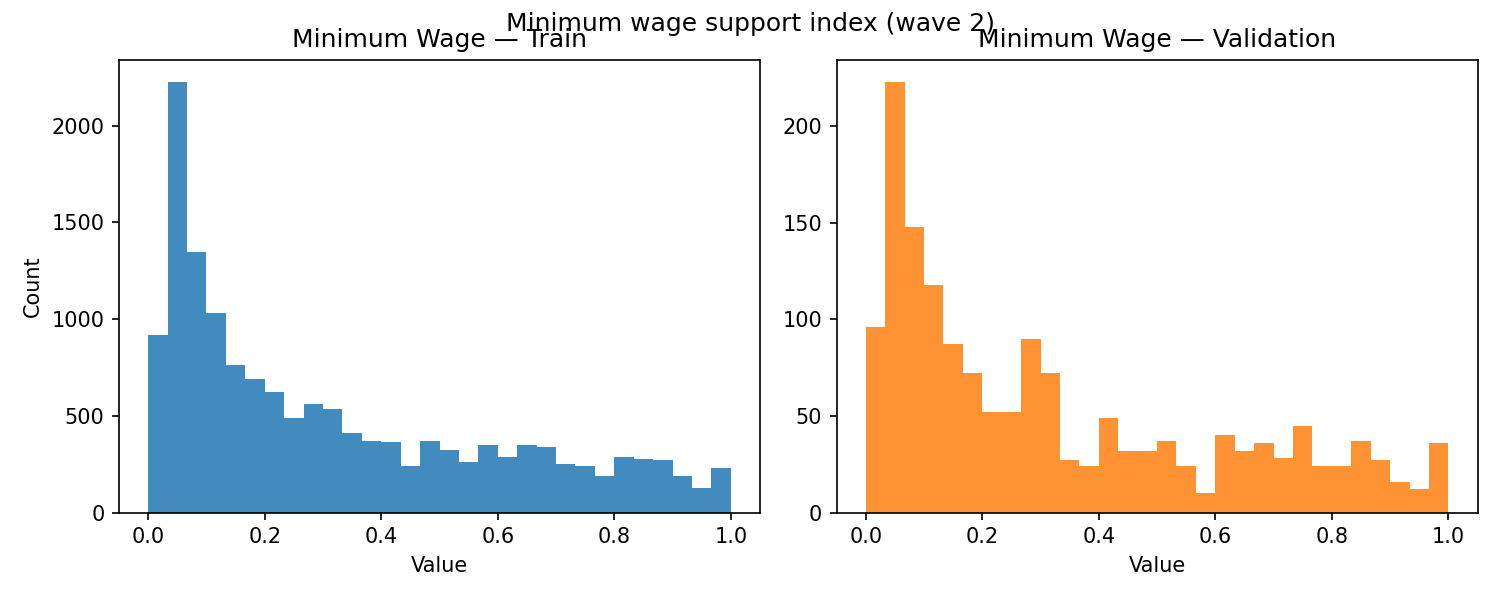 Minimum wage support index (wave 2)
Minimum Wage — Train
Minimum Wage — Validation
2000
1500
1000
500
0
Count
0.0 0.2 0.4 0.6 0.8 1.0
Value
200
150
100
50
0
0.0 0.2 0.4 0.6 0.8 1.0
Value